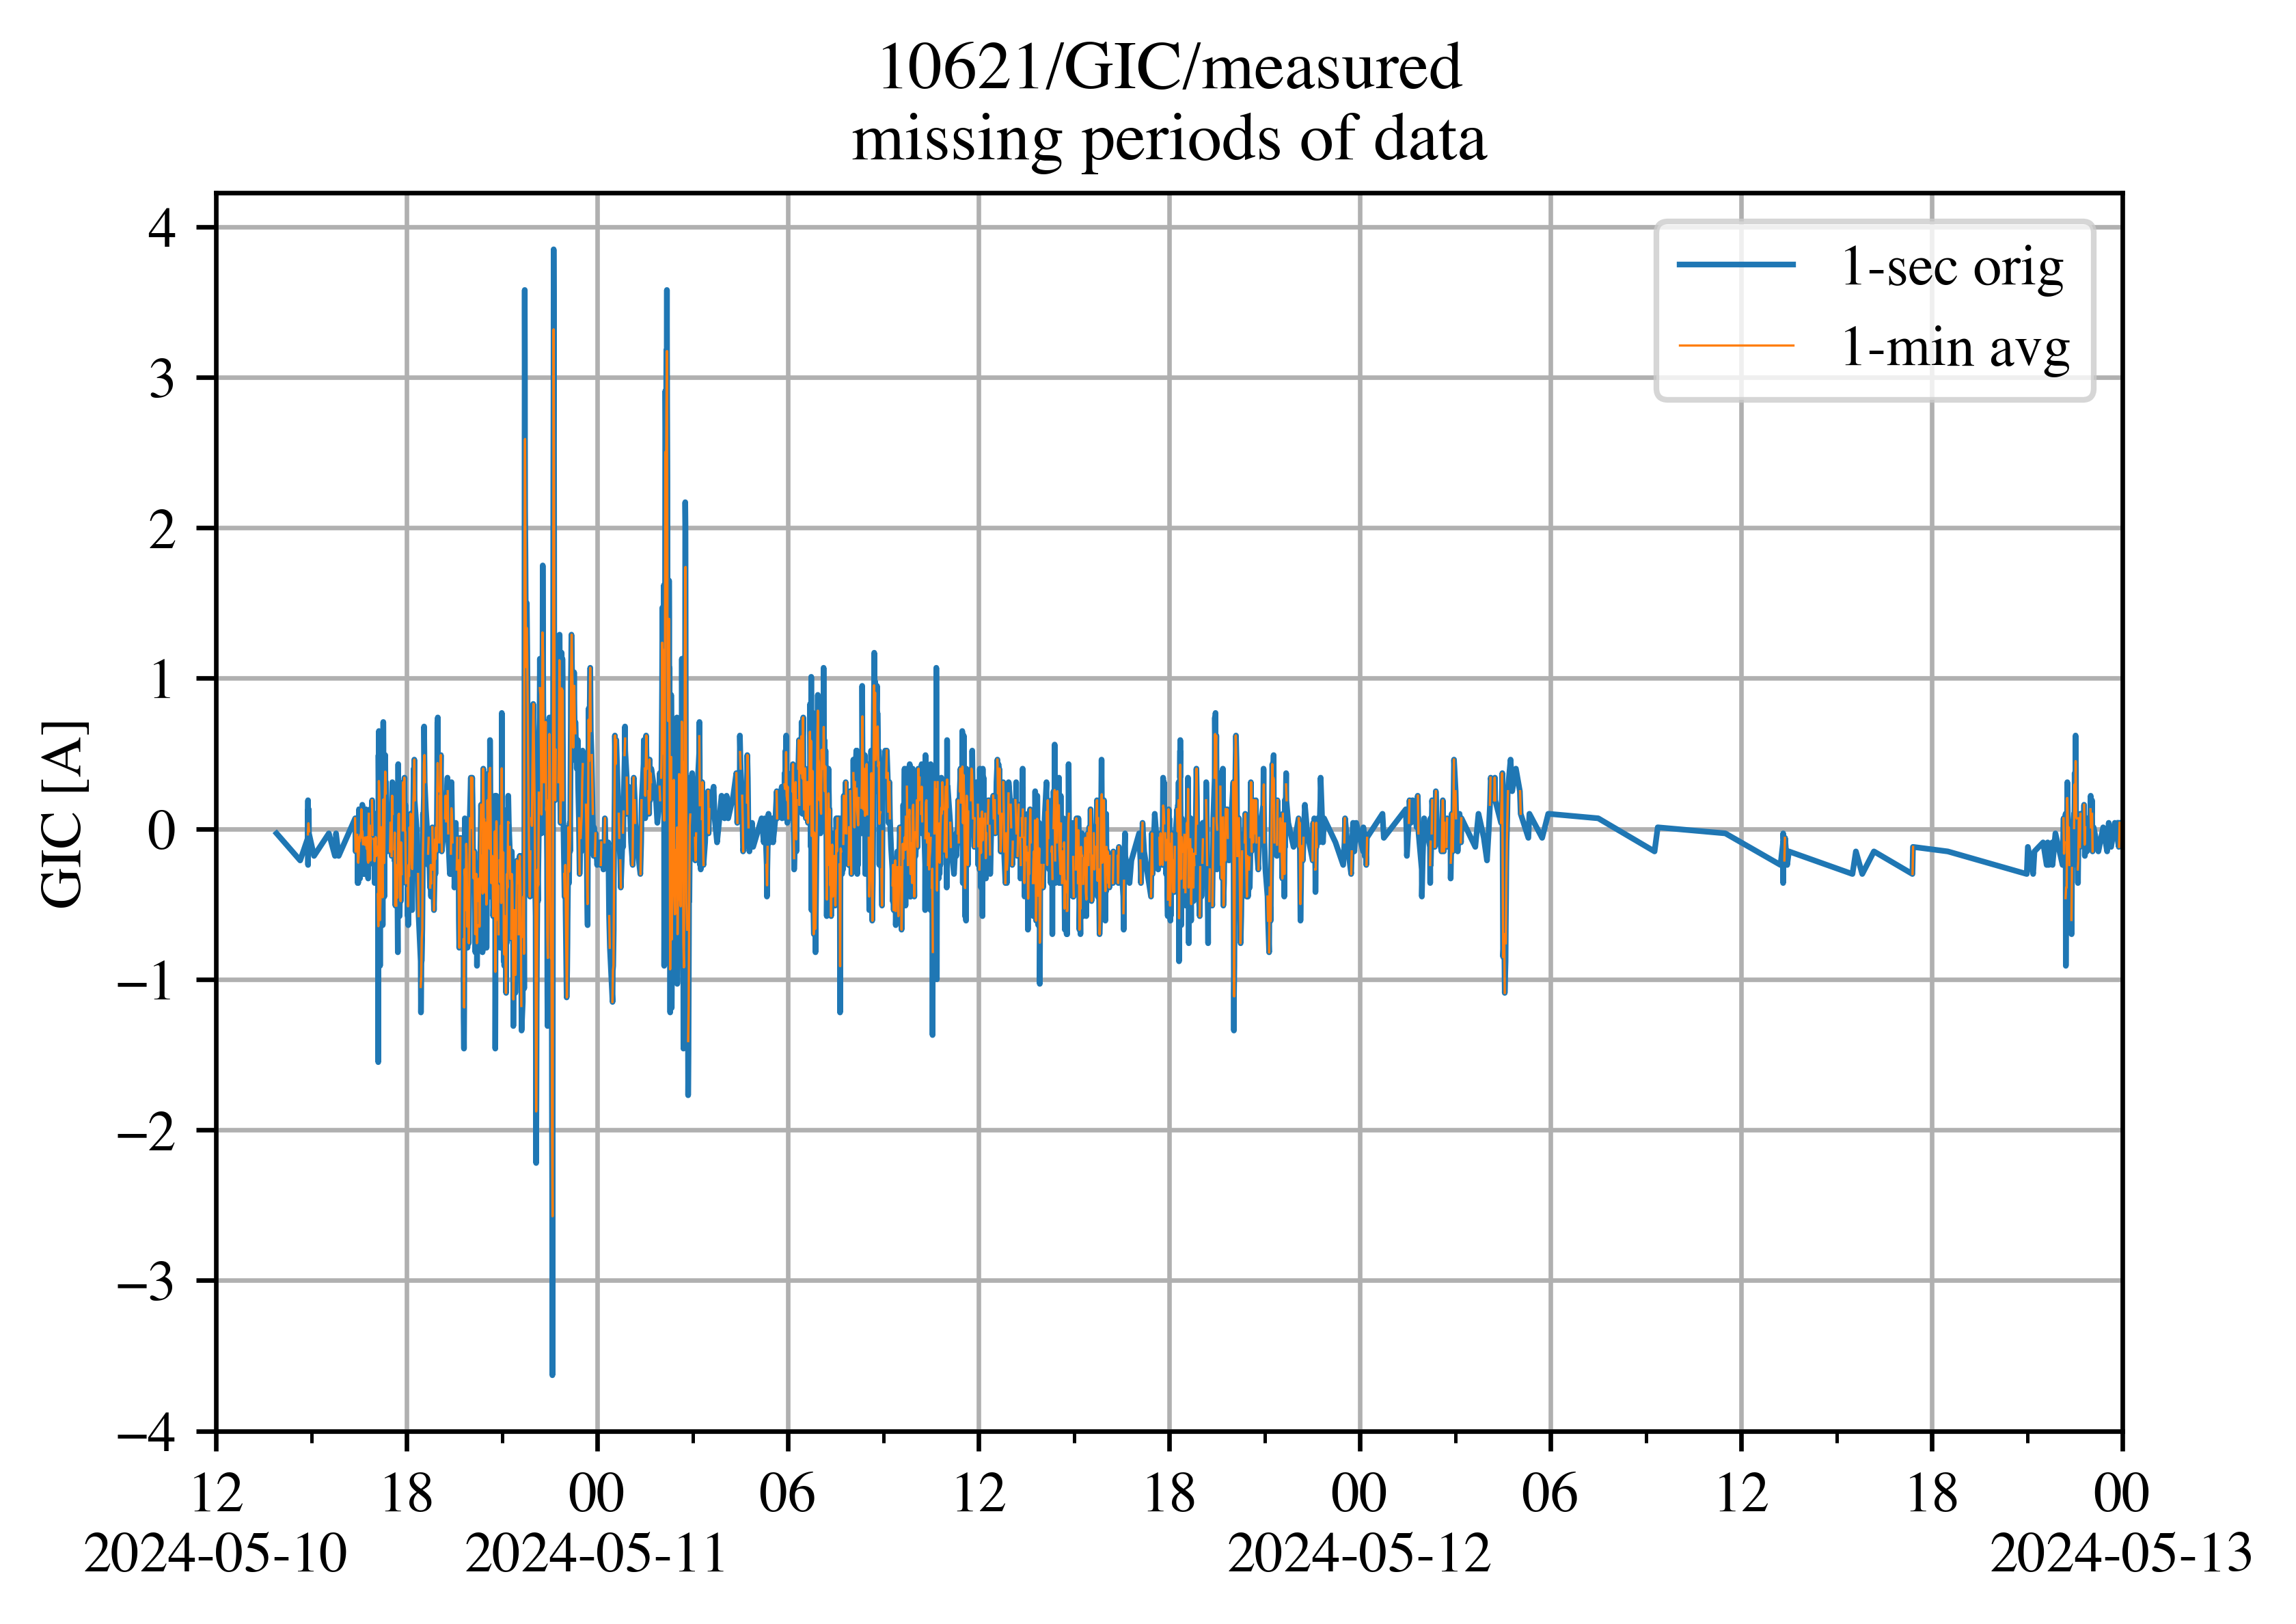 10621/GIC/measured
missing periods of data
1-sec orig
1-min avg
GIC [A]
4
3
2
1
0
−1
−2
−3
−4
12 18 00 06 12 18 00 06 12 18 00
2024-05-10 2024-05-11 2024-05-12 2024-05-13